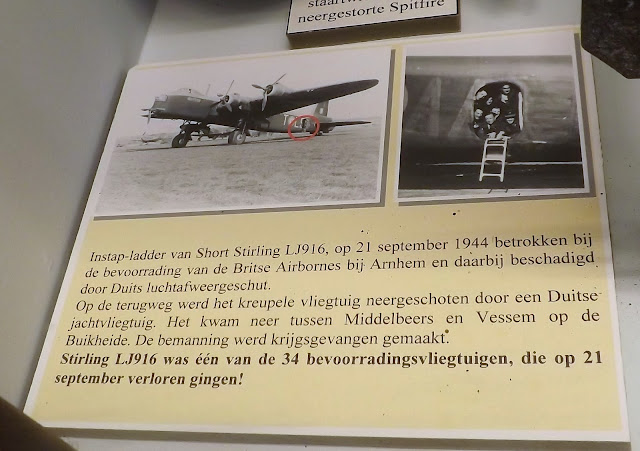 neergestorte Spitfire
Instap-ladder van Short Stirling LJ916, op 21 september 1944 betrokken bij
de bevoorrading van de Britse Airbornes bij Arnhem en daarbij beschadigd
door Duits luchtafweergeschut.
Op de terugweg werd het kreupele vliegtuig neergeschoten door een Duitse
jachtvliegtuig. Het kwam neer tussen Middelbeers en Vessem op de
Buikheide. De bemanning werd krijgsgevangen gemaakt.
Stirling LJ916 was één van de 34 bevoorradingsvliegtuigen, die op 21
september verloren gingen!